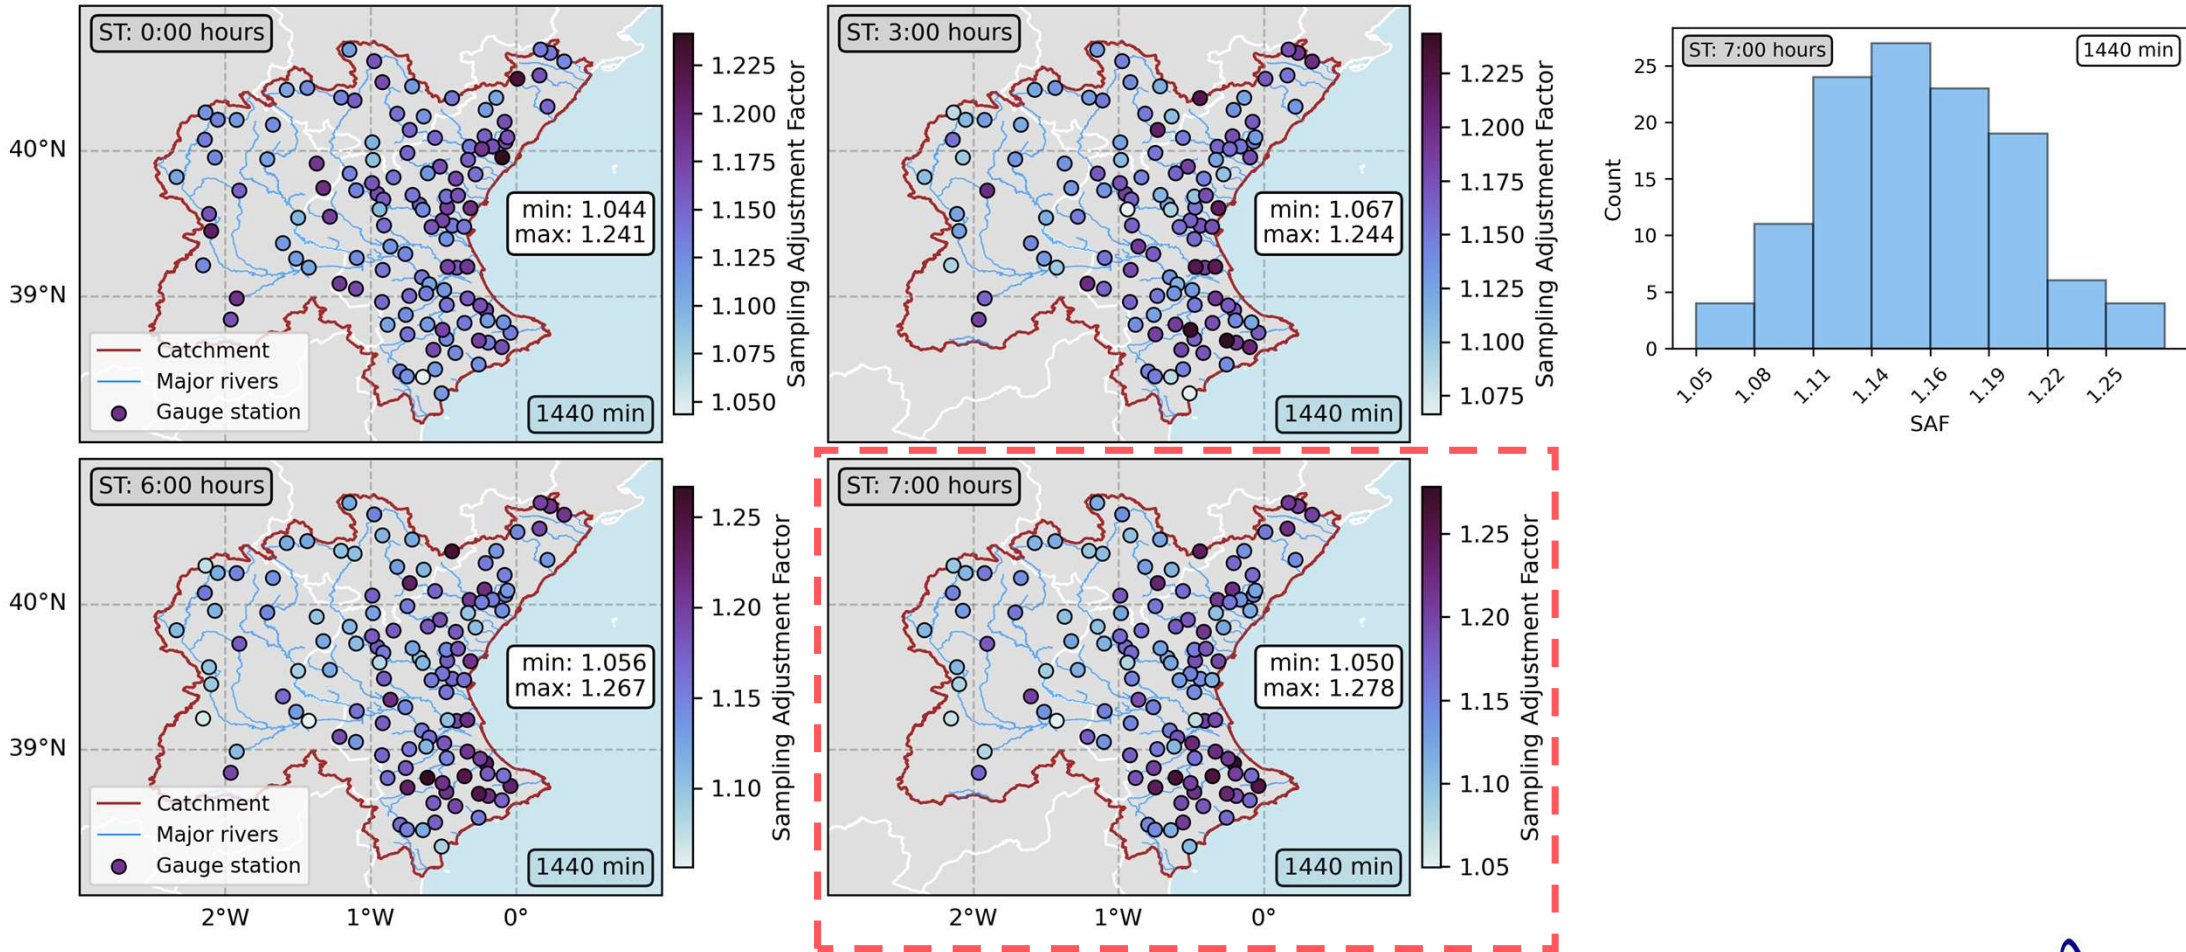 ST: 0:00 hours
40°N
39°N
min: 1.044
max: 1.241
Catchment
Major rivers
Gauge station
1440 min
1.225
1.200
1.175
1.150
1.125
1.100
1.075
1.050
Sampling Adjustment Factor
ST: 3:00 hours
min: 1.067
max: 1.244
1440 min
1.225
1.200
1.175
1.150
1.125
1.100
1.075
Sampling Adjustment Factor
ST: 7:00 hours
1440 min
25
20
15
10
5
0
Count
1.05
1.08
1.11
1.14
1.16
1.19
1.22
1.25
SAF
ST: 6:00 hours
40°N
39°N
min: 1.056
max: 1.267
Catchment
Major rivers
Gauge station
1440 min
2°W
1°W
0°
1.25
1.20
1.15
1.10
Sampling Adjustment Factor
ST: 7:00 hours
min: 1.050
max: 1.278
1440 min
2°W
1°W
0°
1.25
1.20
1.15
1.10
1.05
Sampling Adjustment Factor